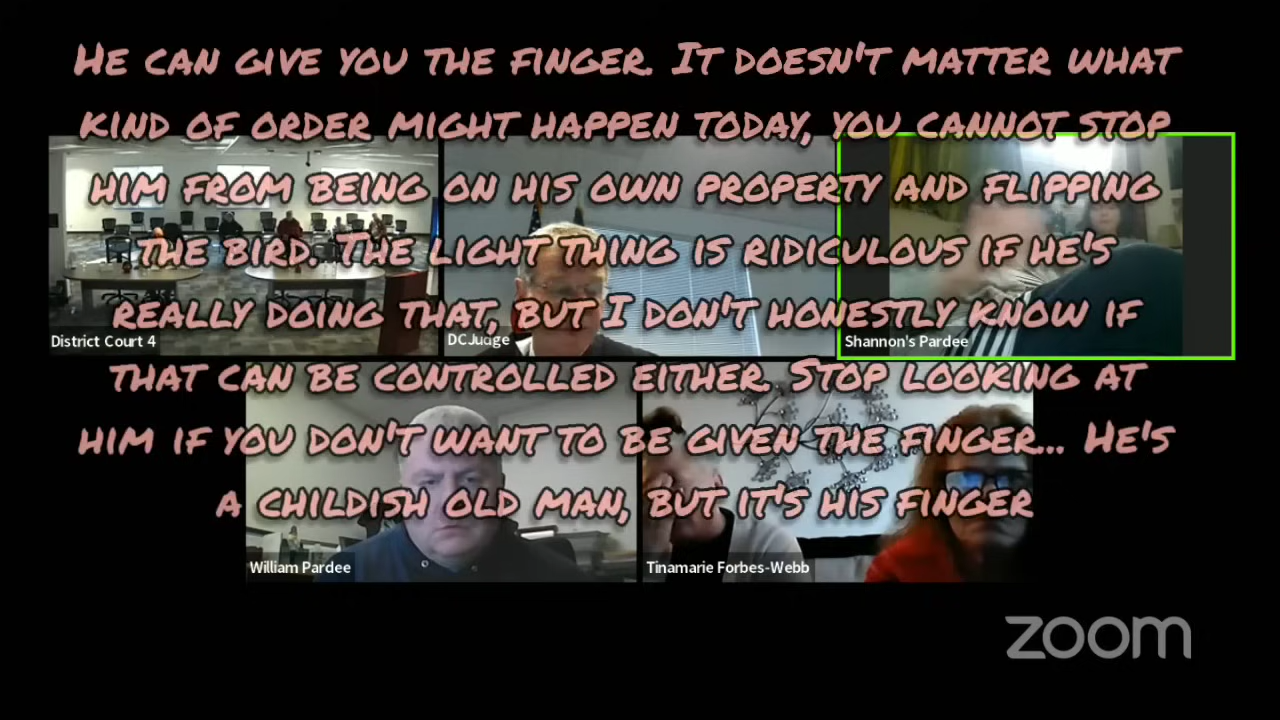 He can give you the finger. It doesn't matter what
kind of order might happen today, you cannot stop
him from being on his own property and flipping
the bird. The light thing is ridiculous if he's
really doing that, but I don't honestly know if
that can be controlled either. Stop looking at
him if you don't want to be given the finger... He's
a childish old man, but it's his finger
District Court 4
DCJudge
Shannon's Pardee
William Pardee
Tinamarie Forbes-Webb
zoom